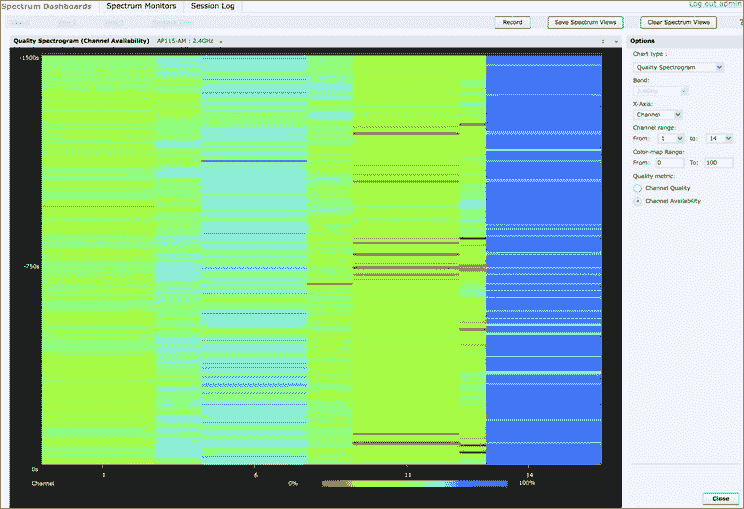 Log out admin
Spectrum Dashboards Spectrum Monitors Session Log
Record Save Spectrum Views Clear Spectrum Views ?
Quality Spectrogram (Channel Availability) AP115-AM : 2.4GHz
Options
Chart type :
Quality Spectrogram
Band:
2.4GHz
X-Axis:
Channel
Channel range:
From: 1 to: 14
Color-map Range:
From: 0 To: 100
Quality metric:
Channel Quality
Channel Availability
-1500s
-750s
0s
1 6 11 14
Channel 0% 100%
Close